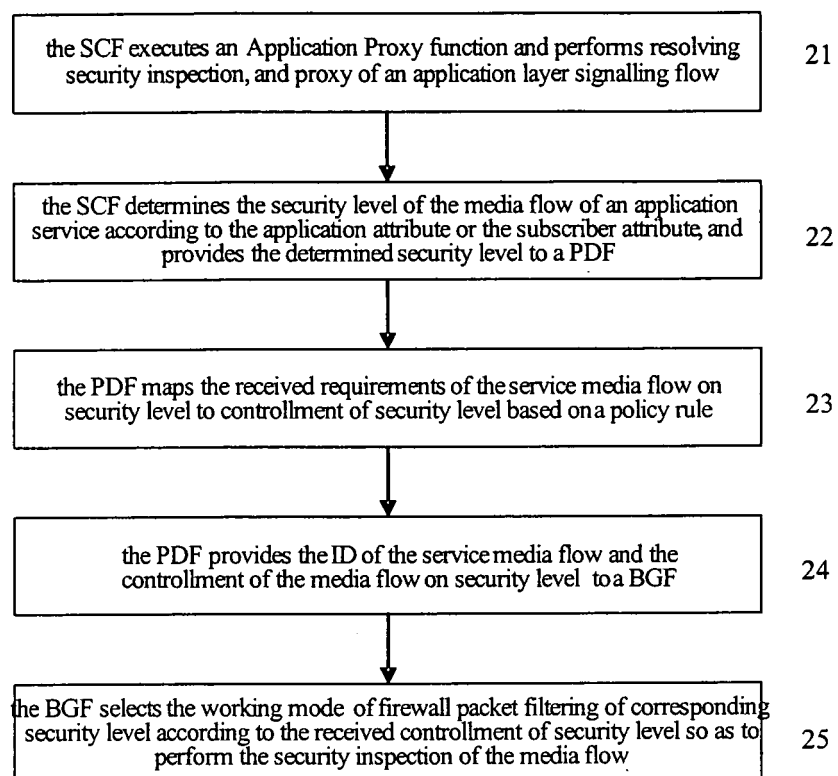 the SCF executes an Application Proxy function and performs resolving
security inspection, and proxy of an application layer signalling flow
21
the SCF determines the security level of the media flow of an application
service according to the application attribute or the subscriber attribute, and
provides the determined security level to a PDF
22
the PDF maps the received requirements of the service media flow on
security level to controllment of security level based on a policy rule
23
the PDF provides the ID of the service media flow and the
controllment of the media flow on security level to a BGF
24
the BGF selects the working mode of firewall packet filtering of corresponding
security level according to the received controllment of security level so as to
perform the security inspection of the media flow
25